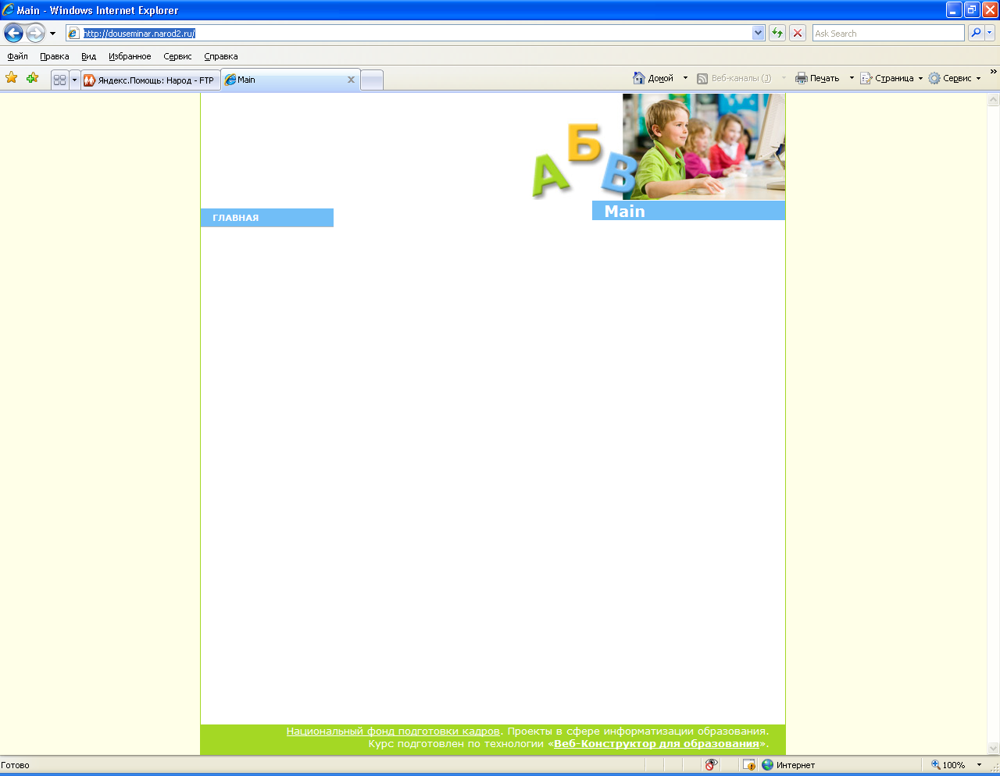 Main - Windows Internet Explorer
http://douseminar.narod2.ru/
Ask Search
Файл Правка Вид Избранное Сервис Справка
Яндекс.Помощь: Народ - FTP
Main
Домой
Веб-каналы (J)
Печать
Страница
Сервис
»
А Б В
ГЛАВНАЯ
Main
Национальный фонд подготовки кадров. Проекты в сфере информатизации образования.
Курс подготовлен по технологии «Веб-Конструктор для образования».
Готово
Интернет
100%